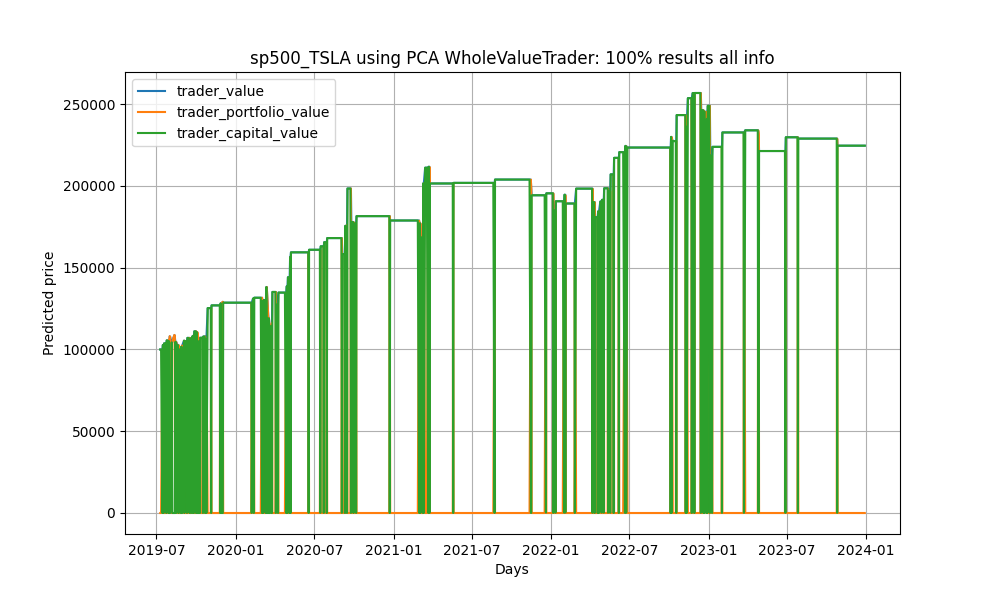 sp500_TSLA using PCA WholeValueTrader: 100% results all info
trader_value
trader_portfolio_value
trader_capital_value
Predicted price
250000
200000
150000
100000
50000
0
2019-07 2020-01 2020-07 2021-01 2021-07 2022-01 2022-07 2023-01 2023-07 2024-01
Days